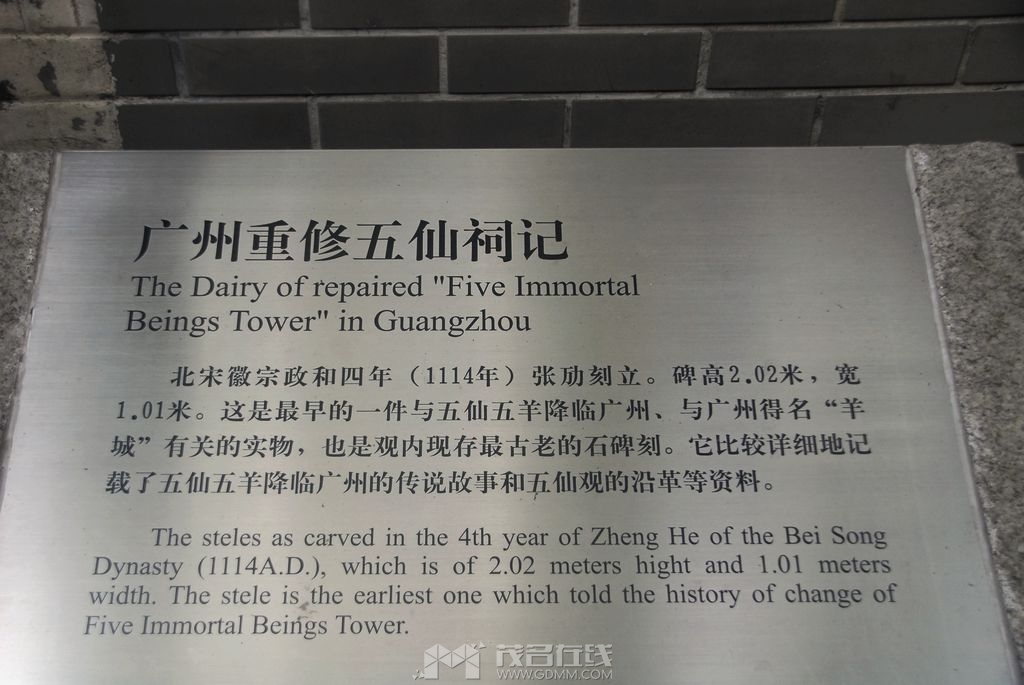 广州重修五仙祠记
The Dairy of repaired "Five Immortal
Beings Tower" in Guangzhou
北宋徽宗政和四年（1114年）张劢刻立。碑高2.02米，宽
1.01米。这是最早的一件与五仙五羊降临广州、与广州得名“羊
城”有关的实物，也是观内现存最古老的石碑刻。它比较详细地记
载了五仙五羊降临广州的传说故事和五仙观的沿革等资料。
The steles as carved in the 4th year of Zheng He of the Bei Song
Dynasty (1114A.D.), which is of 2.02 meters hight and 1.01 meters
width. The stele is the earliest one which told the history of change of
Five Immortal Beings Tower.
茂名在线
WWW.GDMM.COM